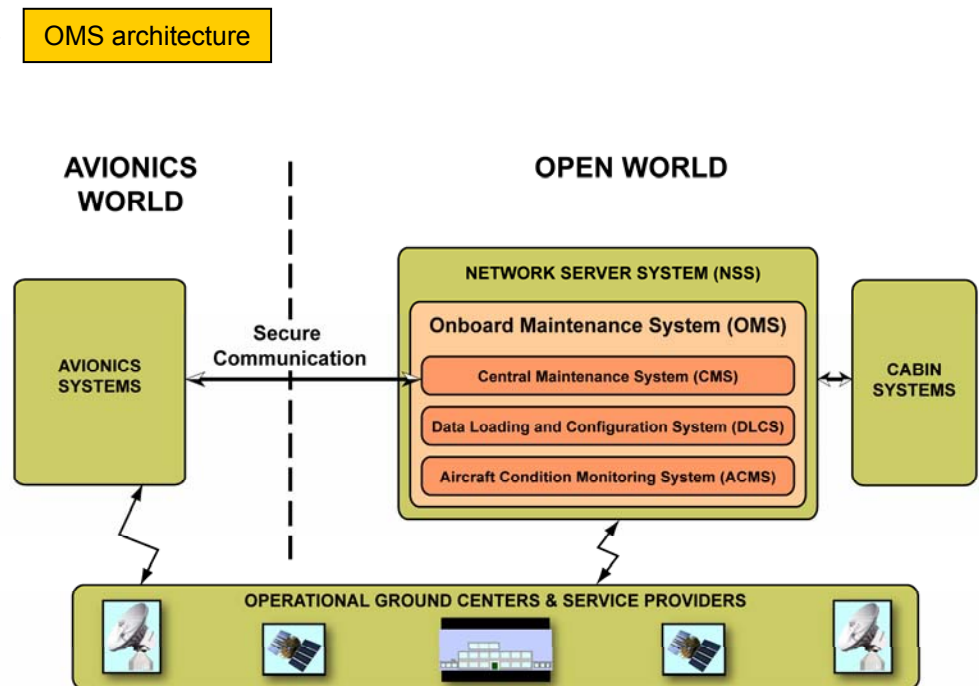 OMS architecture
AVIONICS
WORLD
OPEN WORLD
NETWORK SERVER SYSTEM (NSS)
Onboard Maintenance System (OMS)
Secure
Communication
AVIONICS
SYSTEMS
Central Maintenance System (CMS)
Data Loading and Configuration System (DLCS)
Aircraft Condition Monitoring System (ACMS)
CABIN
SYSTEMS
OPERATIONAL GROUND CENTERS & SERVICE PROVIDERS